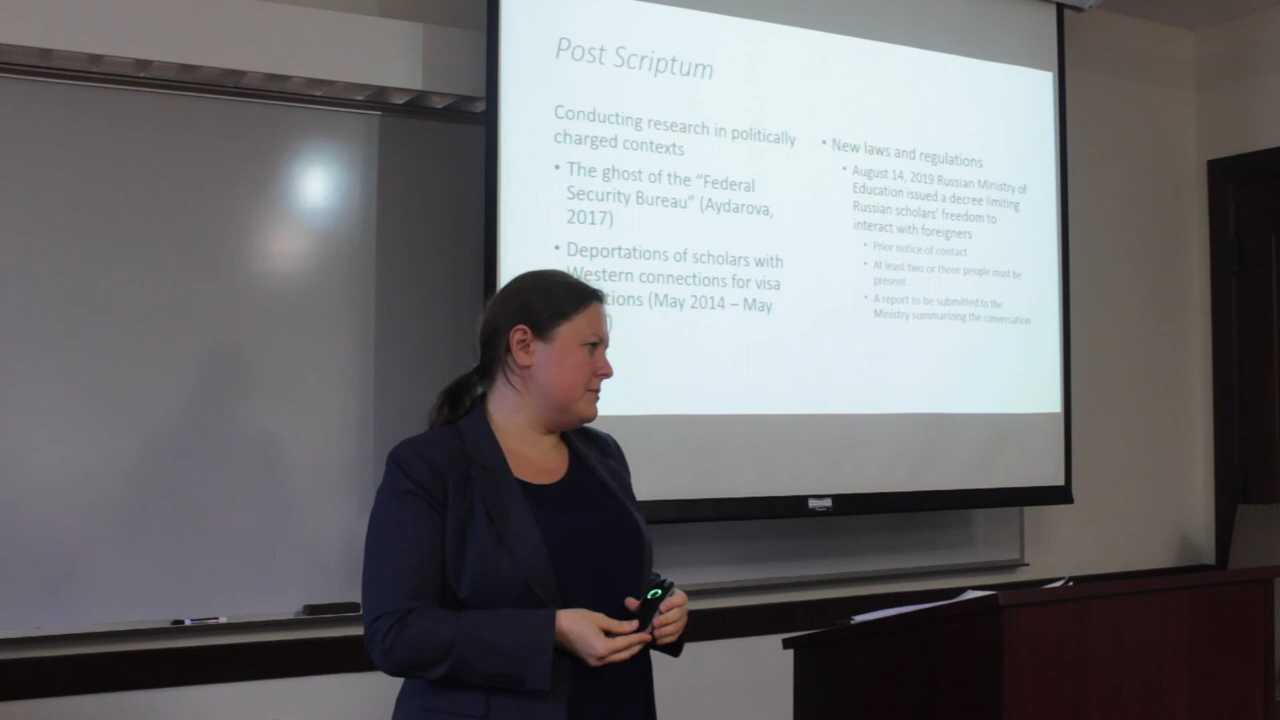 Post Scriptum
Conducting research in politically
charged contexts
• The ghost of the “Federal
Security Bureau” (Aydarova,
2017)
• Deportations of scholars with
Western connections for visa
(May 2014 – May
• New laws and regulations
• August 14, 2019 Russian Ministry of
Education issued a decree limiting
Russian scholars’ freedom to
interact with foreigners
• Prior notice of contact
• At least two or three people must be
present
• A report to be submitted to the
Ministry summarizing the conversation